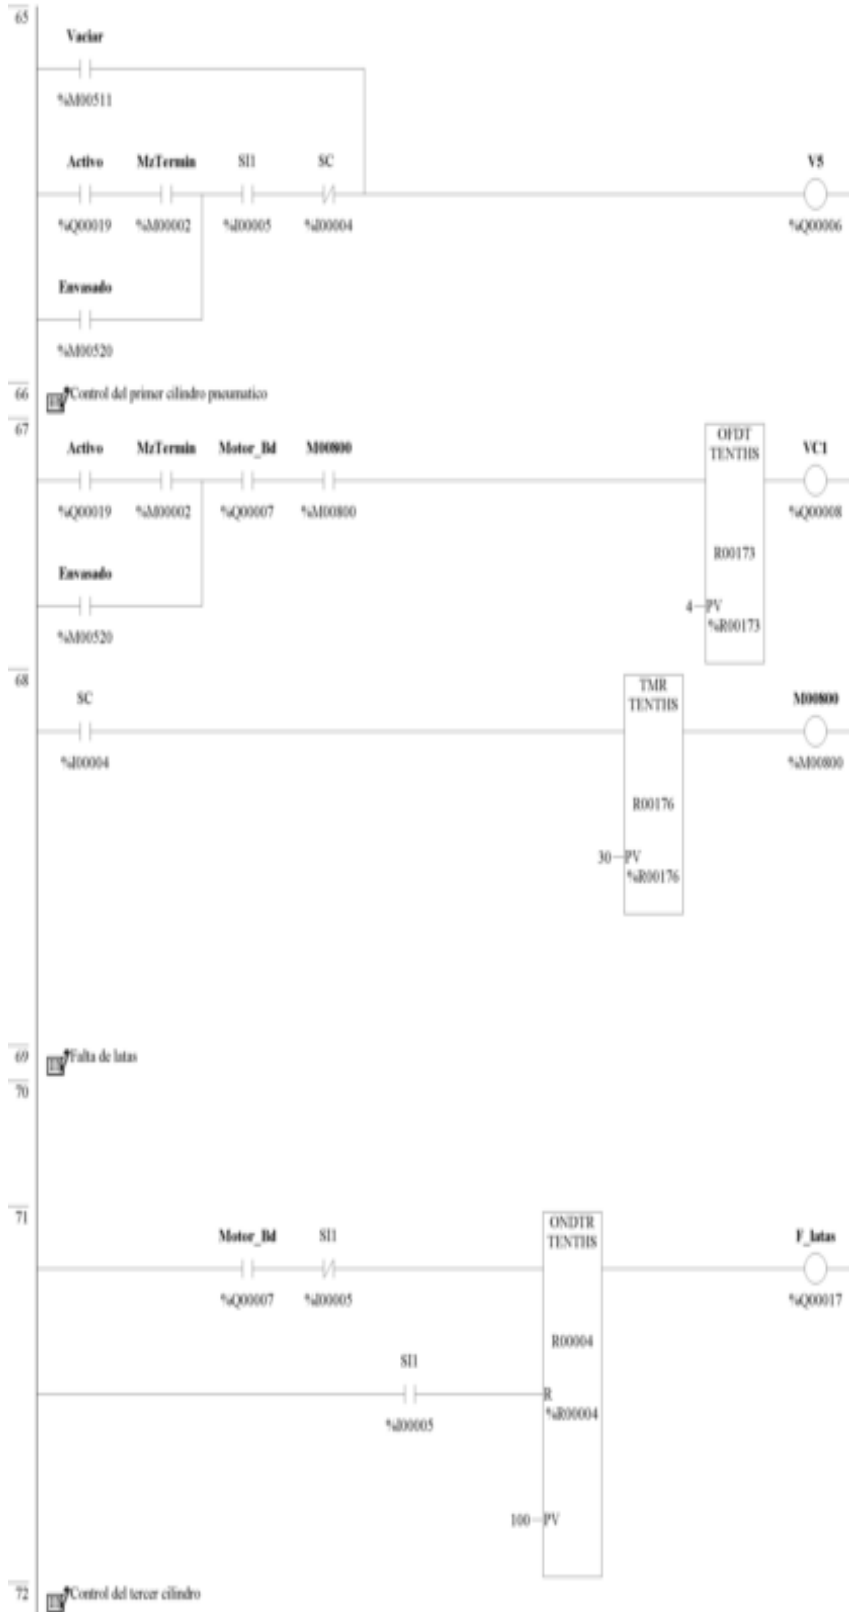 65
Vaciar
%M00511
Activo MzTermin SI1 SC V5
%Q00019 %M00002 %I00005 %I00004 %Q00006
Envasado
%M00520
66 Control del primer cilindro pneumatico
67
OFDT
TENTHS
Activo MzTermin Motor_Bd M00800 VC1
%Q00019 %M00002 %Q00007 %M00800 %Q00008
R00173
Envasado
4 PV
%R00173
%M00520
68
TMR
TENTHS
SC M00800
%I00004 %M00800
R00176
30 PV
%R00176
69 Falta de latas
70
71
ONDTR
TENTHS
Motor_Bd SI1 F_latas
%Q00007 %I00005 %Q00017
R00004
SI1
R
%R00004
%I00005
100 PV
72 Control del tercer cilindro